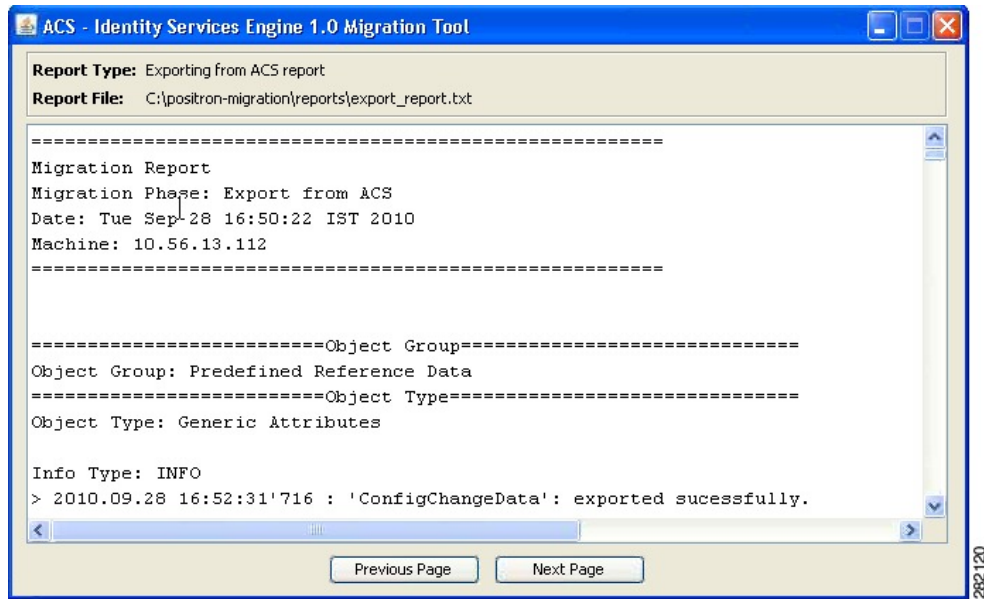 ACS - Identity Services Engine 1.0 Migration Tool
Report Type: Exporting from ACS report
Report File: C:\positron-migration\reports\export_report.txt
========================================================
Migration Report
Migration Phase: Export from ACS
Date: Tue Sep 28 16:50:22 IST 2010
Machine: 10.56.13.112
========================================================
==========================Object Group==============================
Object Group: Predefined Reference Data
==========================Object Type===============================
Object Type: Generic Attributes
Info Type: INFO
> 2010.09.28 16:52:31'716 : 'ConfigChangeData': exported sucessfully.
Previous Page
Next Page
282120